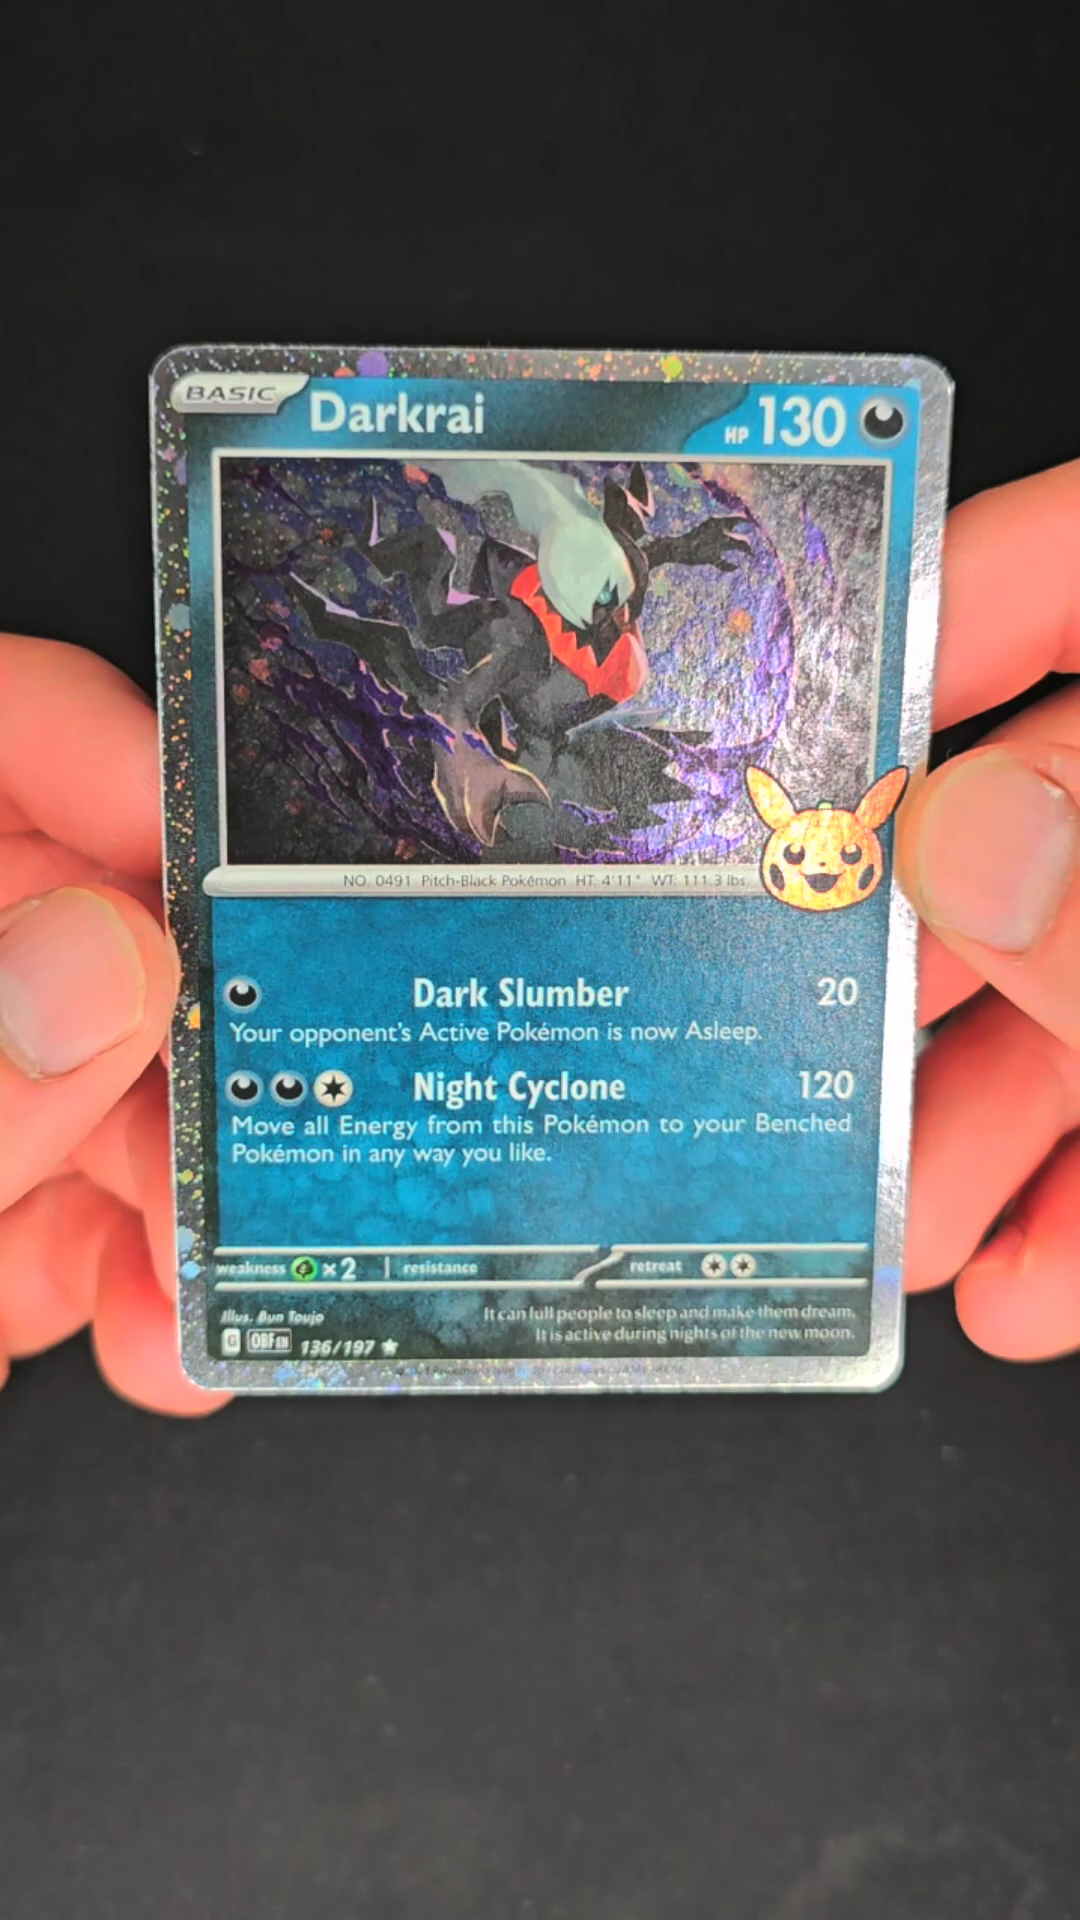 BASIC
Darkrai
HP 130
NO. 0491 Pitch-Black Pokémon HT: 4'11" WT: 111.3 lbs.
Dark Slumber 20
Your opponent's Active Pokémon is now Asleep.
Night Cyclone 120
Move all Energy from this Pokémon to your Benched
Pokémon in any way you like.
weakness ×2 resistance retreat
Illus. Bun Toujo
It can lull people to sleep and make them dream.
It is active during nights of the new moon.
G OBF EN 136/197